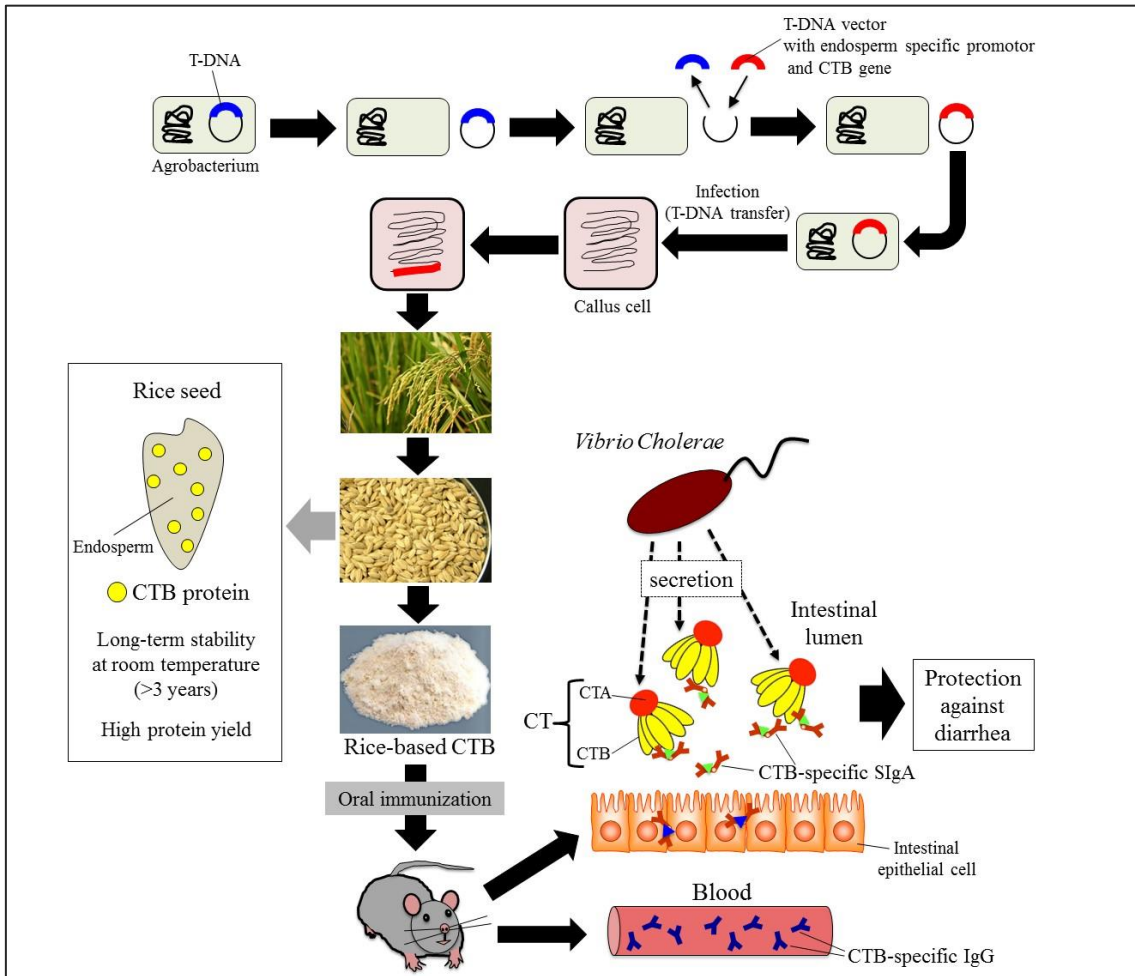 T-DNA
T-DNA vector
with endosperm specific promotor
and CTB gene
Agrobacterium
Infection
(T-DNA transfer)
Callus cell
Rice seed
Endosperm
CTB protein
Long-term stability
at room temperature
(>3 years)
High protein yield
Rice-based CTB
Oral immunization
Vibrio Cholerae
secretion
Intestinal
lumen
CT
CTA
CTB
CTB-specific SIgA
Protection
against
diarrhea
Intestinal
epithelial cell
Blood
CTB-specific IgG